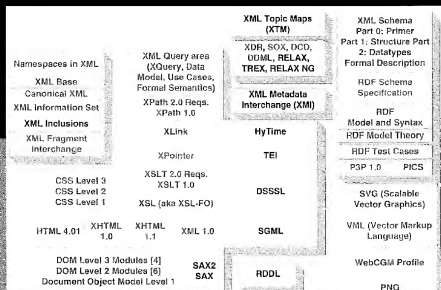 Namespaces in XML
XML Base
Canonical XML
XML Information Set
XML Inclusions
XML Fragment
Interchange
XML Query area
(XQuery, Data
Model, Use Cases,
Formal Semantics)
XPath 2.0 Reqs.
XPath 1.0
XLink
XPointer
XSLT 2.0 Reqs.
XSLT 1.0
XSL (aka XSL-FO)
CSS Level 3
CSS Level 2
CSS Level 1
HTML 4.01
XHTML
1.0
XHTML
1.1
XML 1.0
DOM Level 3 Modules [4]
DOM Level 2 Modules [6]
Document Object Model Level 1
SAX2
SAX
XML Topic Maps
(XTM)
XDR, SOX, DCD,
DDML, RELAX,
TREX, RELAX NG
XML Metadata
Interchange (XMI)
HyTime
TEI
DSSSL
SGML
RDDL
XML Schema
Part 0; Primer
Part 1; Structure Part
2; Datatypes
Formal Description
RDF Schema
Specification
RDF
Model and Syntax
RDF Model Theory
RDF Test Cases
P3P 1.0 PICS
SVG (Scalable
Vector Graphics)
VML (Vector Markup
Language)
WebCGM Profile
PNG